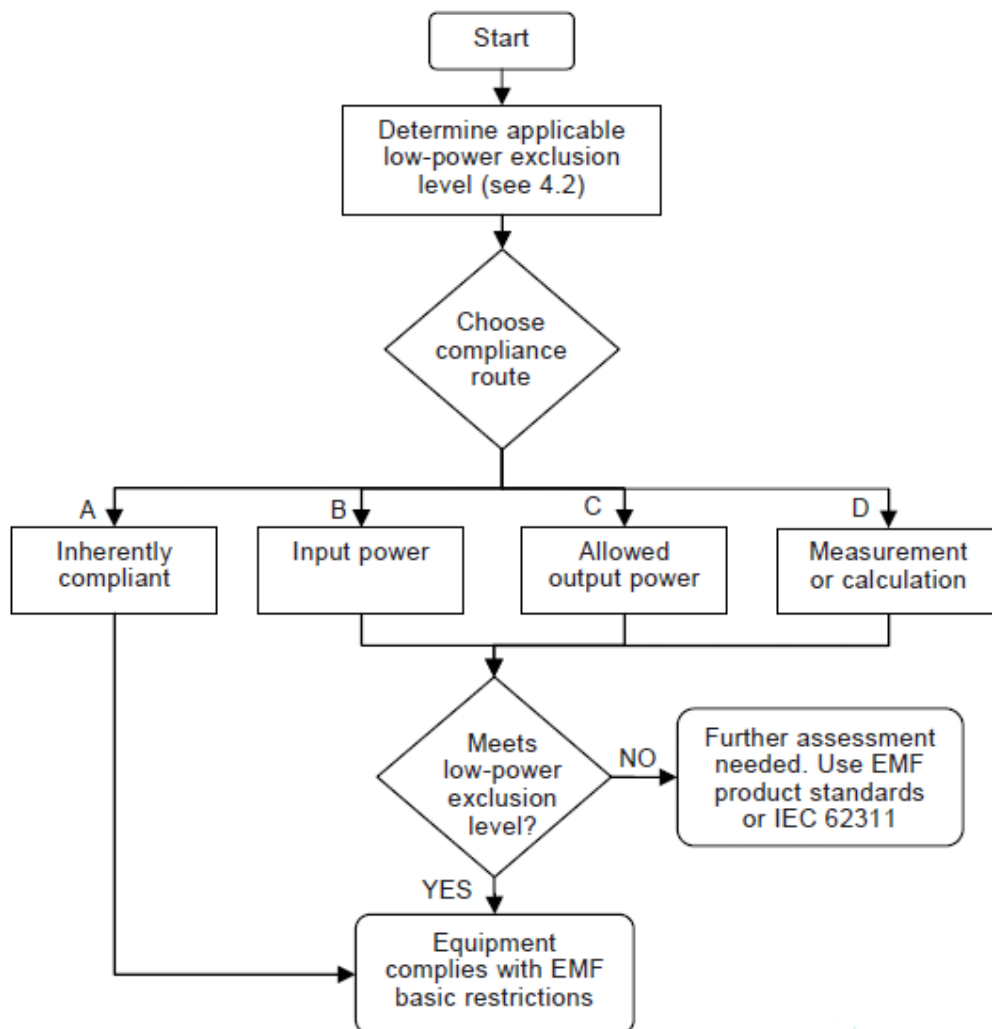 Start
Determine applicable
low-power exclusion
level (see 4.2)
Choose
compliance
route
A
B
C
D
Inherently
compliant
Input power
Allowed
output power
Measurement
or calculation
Meets
low-power
exclusion
level?
NO
Further assessment
needed. Use EMF
product standards
or IEC 62311
YES
Equipment
complies with EMF
basic restrictions